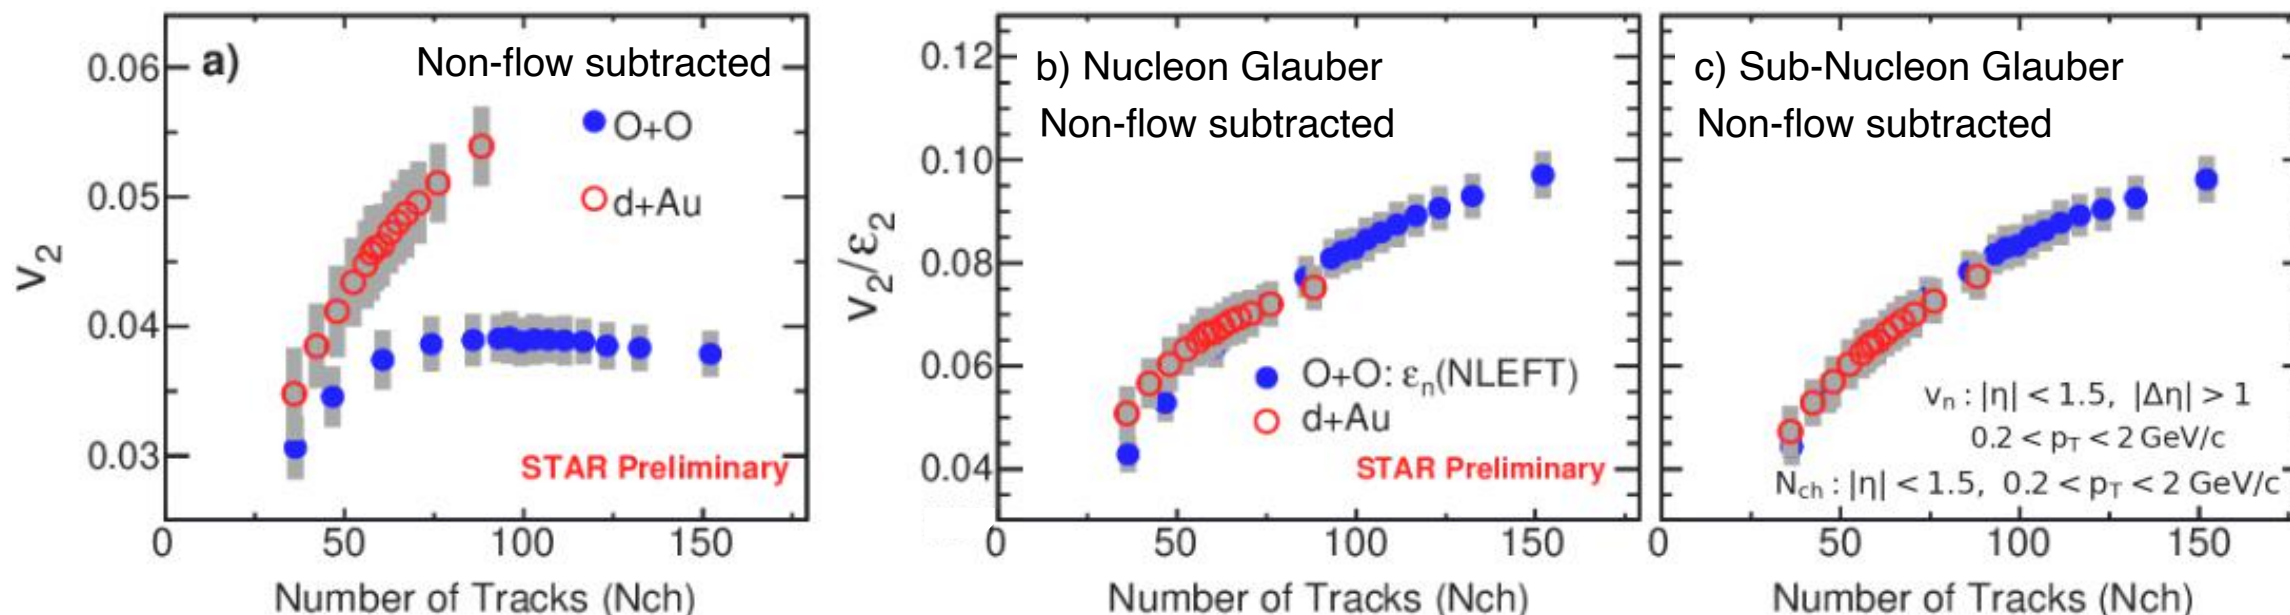 a) Non-flow subtracted
O+O
d+Au
STAR Preliminary
0.06
0.05
0.04
0.03
v2
0 50 100 150
Number of Tracks (Nch)
b) Nucleon Glauber
Non-flow subtracted
O+O: εn(NLEFT)
d+Au
STAR Preliminary
0.12
0.10
0.08
0.06
0.04
v2/ε2
0 50 100 150
Number of Tracks (Nch)
c) Sub-Nucleon Glauber
Non-flow subtracted
vn : |η| < 1.5, |Δη| > 1
0.2 < pT < 2 GeV/c
Nch : |η| < 1.5, 0.2 < pT < 2 GeV/c
0 50 100 150
Number of Tracks (Nch)